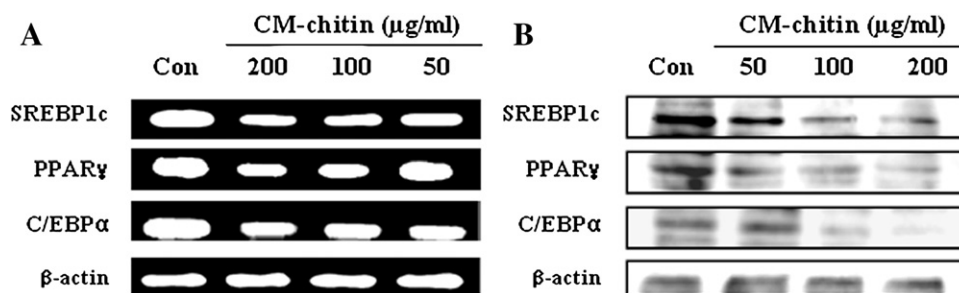 A
CM-chitin (µg/ml)
Con 200 100 50
SREBP1c
PPARɣ
C/EBPα
β-actin
B
CM-chitin (µg/ml)
Con 50 100 200
SREBP1c
PPARɣ
C/EBPα
β-actin